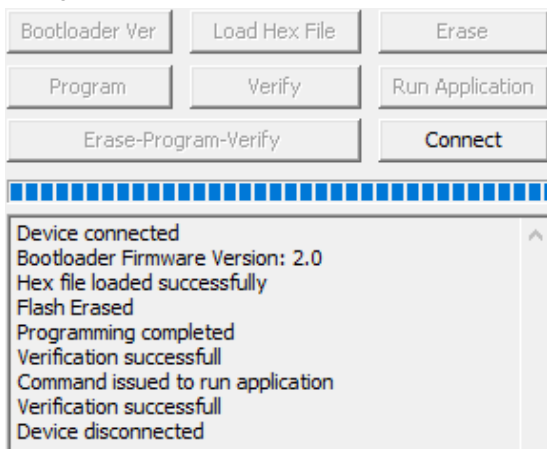 Bootloader Ver
Load Hex File
Erase
Program
Verify
Run Application
Erase-Program-Verify
Connect
Device connected
Bootloader Firmware Version: 2.0
Hex file loaded successfully
Flash Erased
Programming completed
Verification successfull
Command issued to run application
Verification successfull
Device disconnected